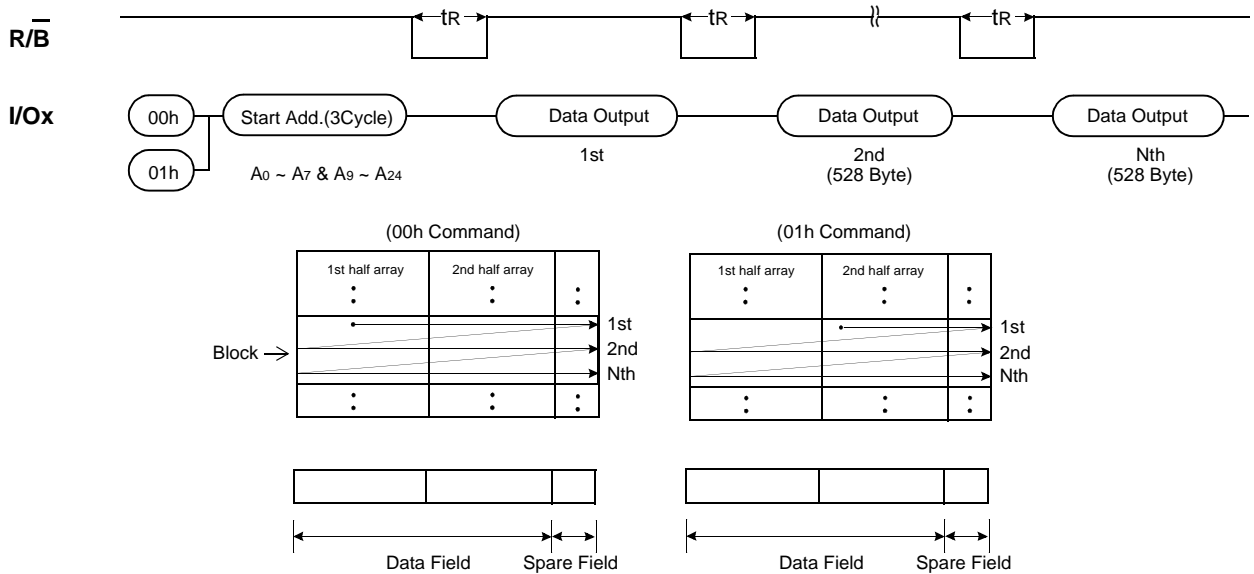 R/B
tR tR tR
I/Ox
00h Start Add.(3Cycle) Data Output Data Output Data Output
01h
A0 ~ A7 & A9 ~ A24
1st 2nd Nth
(528 Byte) (528 Byte)
(00h Command) (01h Command)
1st half array 2nd half array 1st half array 2nd half array
1st 1st
Block 2nd 2nd
Nth Nth
Data Field Spare Field Data Field Spare Field